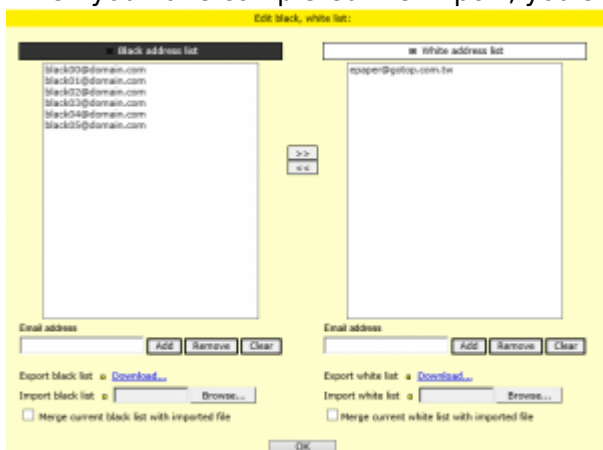 Edit black, white list:
Black address list
black00@domain.com
black01@domain.com
black02@domain.com
black03@domain.com
black04@domain.com
black05@domain.com
>>
<<
White address list
epaper@gotop.com.tw
Email address
Add Remove Clear
Export black list Download...
Import black list Browse...
Merge current black list with imported file
Email address
Add Remove Clear
Export white list Download...
Import white list Browse...
Merge current white list with imported file
OK